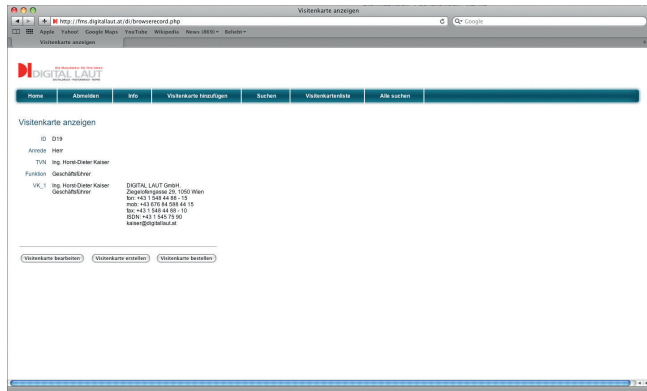 Visitenkarte anzeigen
http://fms.digitallaut.at/di/browserecord.php
Google
Apple Yahoo! Google Maps YouTube Wikipedia News (869) Beliebt
Visitenkarte anzeigen
DIGITAL LAUT
Home Abmelden Info Visitenkarte hinzufügen Suchen Visitenkartenliste Alle suchen
Visitenkarte anzeigen
ID D19
Anrede Herr
TVN Ing. Horst-Dieter Kaiser
Funktion Geschäftsführer
VK_1 Ing. Horst-Dieter Kaiser DIGITAL LAUT GmbH.
Geschäftsführer Ziegelofengasse 29, 1050 Wien
fon: +43 1 548 44 88 - 15
mob: +43 676 84 588 44 15
fax: +43 1 548 44 88 - 10
ISDN: +43 1 545 75 90
kaiser@digitallaut.at
Visitenkarte bearbeiten Visitenkarte erstellen Visitenkarte bestellen